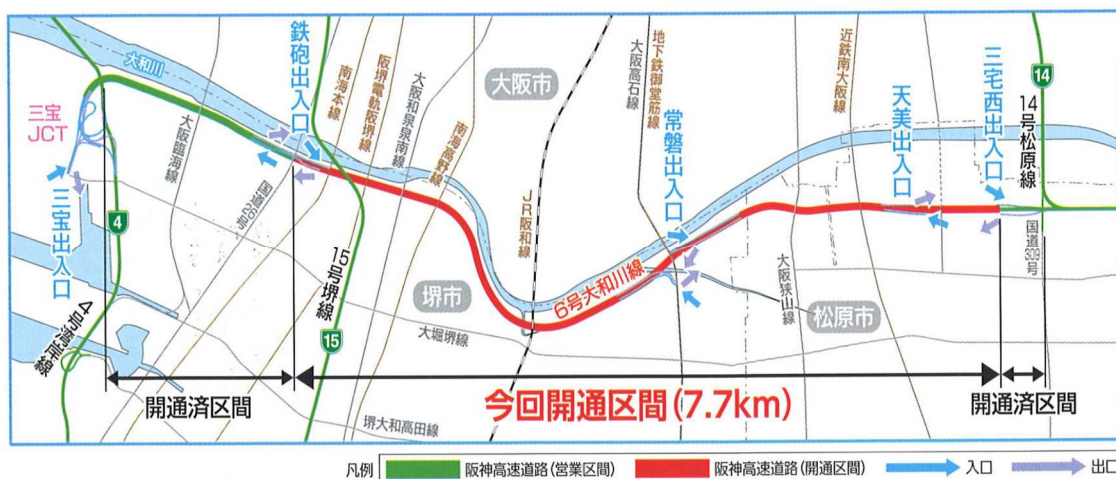 大和川
三宝
JCT
三宝出入口
4
4号湾岸線
大阪臨海線
国道26号
鉄砲出入口
15号堺線
15
南海本線
阪堺電軌阪堺線
大阪和泉泉南線
南海高野線
大阪市
堺市
大堀堺線
堺大和高田線
JR阪和線
6号大和川線
地下鉄御堂筋線
大阪高石線
常磐出入口
大阪狭山線
松原市
近鉄南大阪線
天美出入口
三宅西出入口
14
14号松原線
国道309号
開通済区間
今回開通区間(7.7km)
開通済区間
凡例
阪神高速道路(営業区間)
阪神高速道路(開通区間)
入口
出口